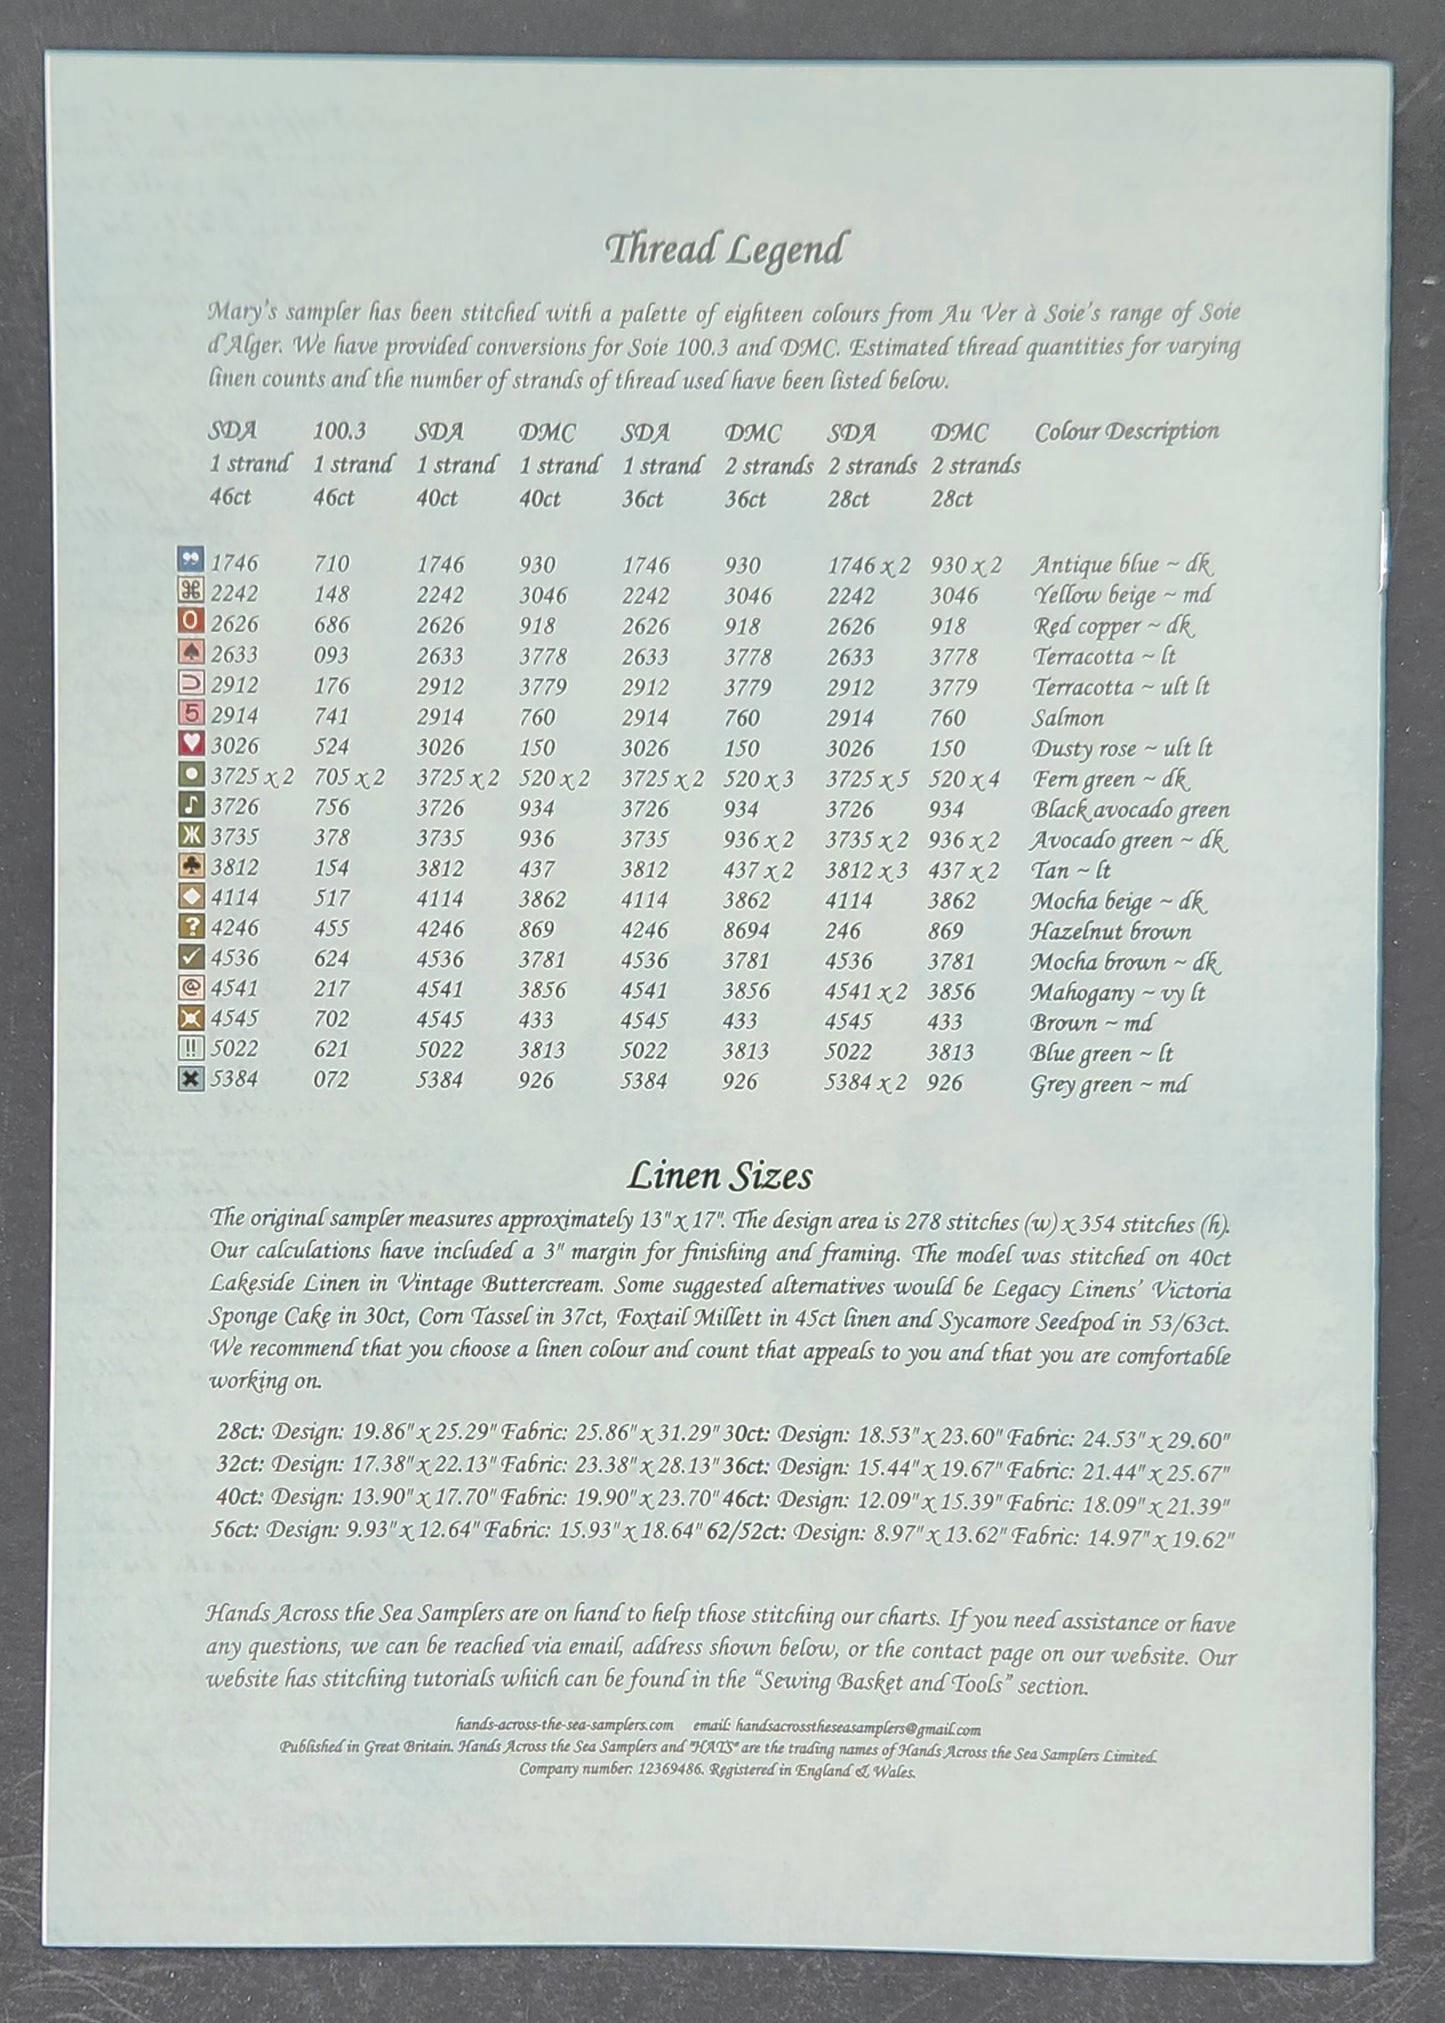 Thread Legend
Mary's sampler has been stitched with a palette of eighteen colours from Au Ver à Soie's range of Soie
d'Alger. We have provided conversions for Soie 100.3 and DMC. Estimated thread quantities for varying
linen counts and the number of strands of thread used have been listed below.
SDA 100.3 SDA DMC SDA DMC SDA DMC Colour Description
1 strand 1 strand 1 strand 1 strand 1 strand 2 strands 2 strands 2 strands
46ct 46ct 40ct 40ct 36ct 36ct 28ct 28ct
1746 710 1746 930 1746 930 1746 x 2 930 x 2 Antique blue ~ dk
⌘ 2242 148 2242 3046 2242 3046 2242 3046 Yellow beige ~ md
O 2626 686 2626 918 2626 918 2626 918 Red copper ~ dk
♠ 2633 093 2633 3778 2633 3778 2633 3778 Terracotta ~ lt
⊃ 2912 176 2912 3779 2912 3779 2912 3779 Terracotta ~ ult lt
5 2914 741 2914 760 2914 760 2914 760 Salmon
♥ 3026 524 3026 150 3026 150 3026 150 Dusty rose ~ ult lt
● 3725 x 2 705 x 2 3725 x 2 520 x 2 3725 x 2 520 x 3 3725 x 5 520 x 4 Fern green ~ dk
♪ 3726 756 3726 934 3726 934 3726 934 Black avocado green
Ж 3735 378 3735 936 3735 936 x 2 3735 x 2 936 x 2 Avocado green ~ dk
♣ 3812 154 3812 437 3812 437 x 2 3812 x 3 437 x 2 Tan ~ lt
◆ 4114 517 4114 3862 4114 3862 4114 3862 Mocha beige ~ dk
? 4246 455 4246 869 4246 8694 246 869 Hazelnut brown
✓ 4536 624 4536 3781 4536 3781 4536 3781 Mocha brown ~ dk
@ 4541 217 4541 3856 4541 3856 4541 x 2 3856 Mahogany ~ vy lt
4545 702 4545 433 4545 433 4545 433 Brown ~ md
!! 5022 621 5022 3813 5022 3813 5022 3813 Blue green ~ lt
✖ 5384 072 5384 926 5384 926 5384 x 2 926 Grey green ~ md
Linen Sizes
The original sampler measures approximately 13" x 17". The design area is 278 stitches (w) x 354 stitches (h).
Our calculations have included a 3" margin for finishing and framing. The model was stitched on 40ct
Lakeside Linen in Vintage Buttercream. Some suggested alternatives would be Legacy Linens' Victoria
Sponge Cake in 30ct, Corn Tassel in 37ct, Foxtail Millett in 45ct linen and Sycamore Seedpod in 53/63ct.
We recommend that you choose a linen colour and count that appeals to you and that you are comfortable
working on.
28ct: Design: 19.86" x 25.29" Fabric: 25.86" x 31.29" 30ct: Design: 18.53" x 23.60" Fabric: 24.53" x 29.60"
32ct: Design: 17.38" x 22.13" Fabric: 23.38" x 28.13" 36ct: Design: 15.44" x 19.67" Fabric: 21.44" x 25.67"
40ct: Design: 13.90" x 17.70" Fabric: 19.90" x 23.70" 46ct: Design: 12.09" x 15.39" Fabric: 18.09" x 21.39"
56ct: Design: 9.93" x 12.64" Fabric: 15.93" x 18.64" 62/52ct: Design: 8.97" x 13.62" Fabric: 14.97" x 19.62"
Hands Across the Sea Samplers are on hand to help those stitching our charts. If you need assistance or have
any questions, we can be reached via email, address shown below, or the contact page on our website. Our
website has stitching tutorials which can be found in the “Sewing Basket and Tools” section.
hands-across-the-sea-samplers.com email: handsacrosstheseasamplers@gmail.com
Published in Great Britain. Hands Across the Sea Samplers and "HATS" are the trading names of Hands Across the Sea Samplers Limited.
Company number: 12369486. Registered in England & Wales.